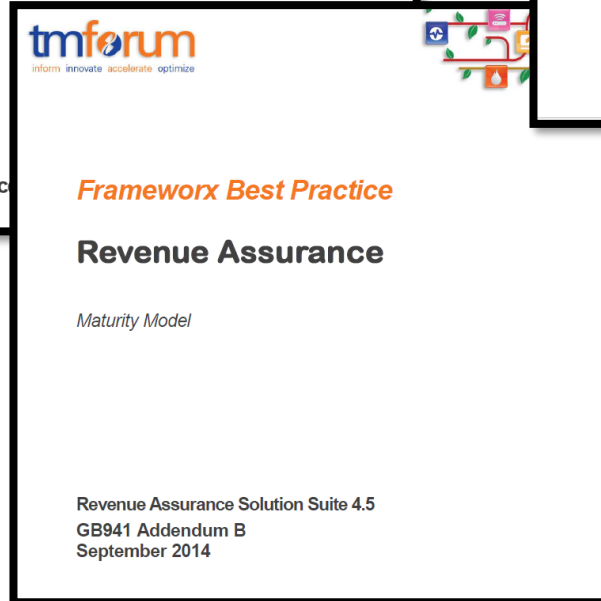 tmforum
inform innovate accelerate optimize
Frameworx Best Practice
Revenue Assurance
Maturity Model
Revenue Assurance Solution Suite 4.5
GB941 Addendum B
September 2014